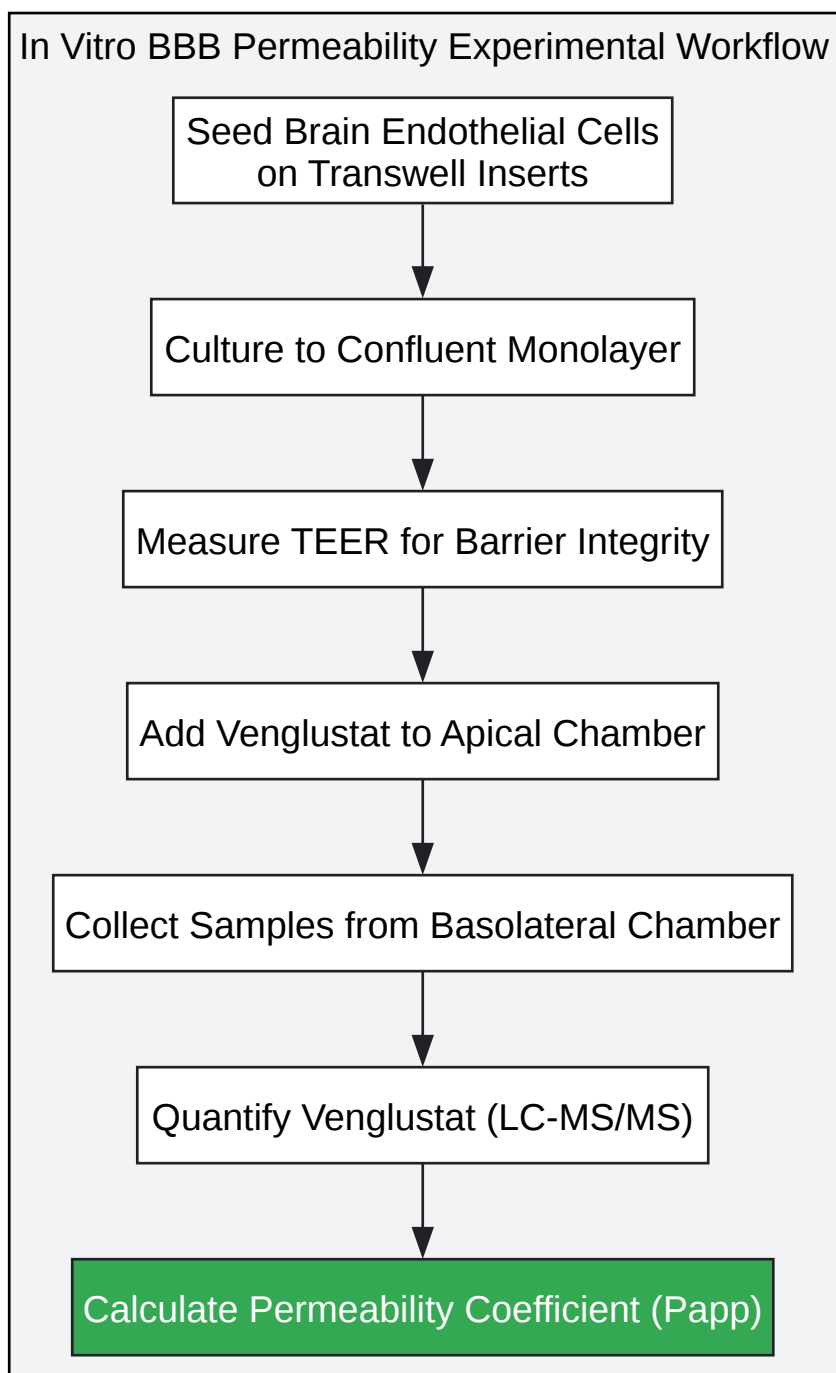 In Vitro BBB Permeability Experimental Workflow
Seed Brain Endothelial Cells
on Transwell Inserts
Culture to Confluent Monolayer
Measure TEER for Barrier Integrity
Add Venglustat to Apical Chamber
Collect Samples from Basolateral Chamber
Quantify Venglustat (LC-MS/MS)
Calculate Permeability Coefficient (Papp)